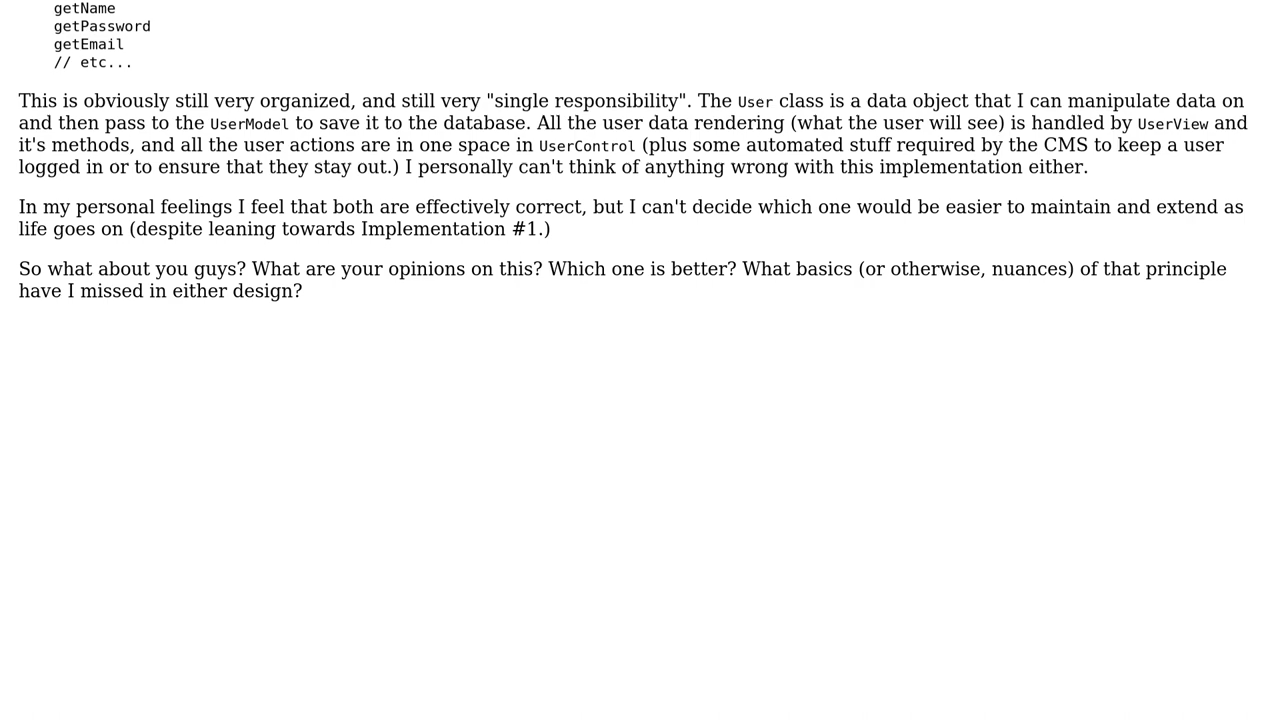 getName
getPassword
getEmail
// etc...
This is obviously still very organized, and still very "single responsibility". The User class is a data object that I can manipulate data on
and then pass to the UserModel to save it to the database. All the user data rendering (what the user will see) is handled by UserView and
it's methods, and all the user actions are in one space in UserControl (plus some automated stuff required by the CMS to keep a user
logged in or to ensure that they stay out.) I personally can't think of anything wrong with this implementation either.
In my personal feelings I feel that both are effectively correct, but I can't decide which one would be easier to maintain and extend as
life goes on (despite leaning towards Implementation #1.)
So what about you guys? What are your opinions on this? Which one is better? What basics (or otherwise, nuances) of that principle
have I missed in either design?